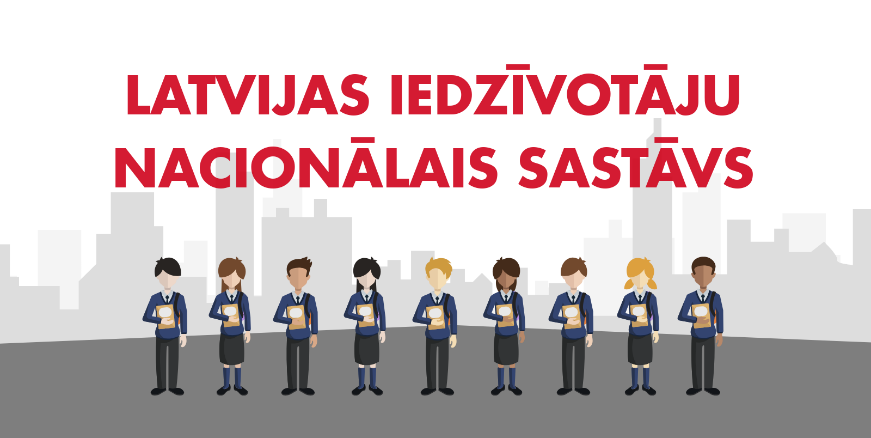 LATVIJAS IEDZĪVOTĀJU
NACIONĀLAIS SASTĀVS